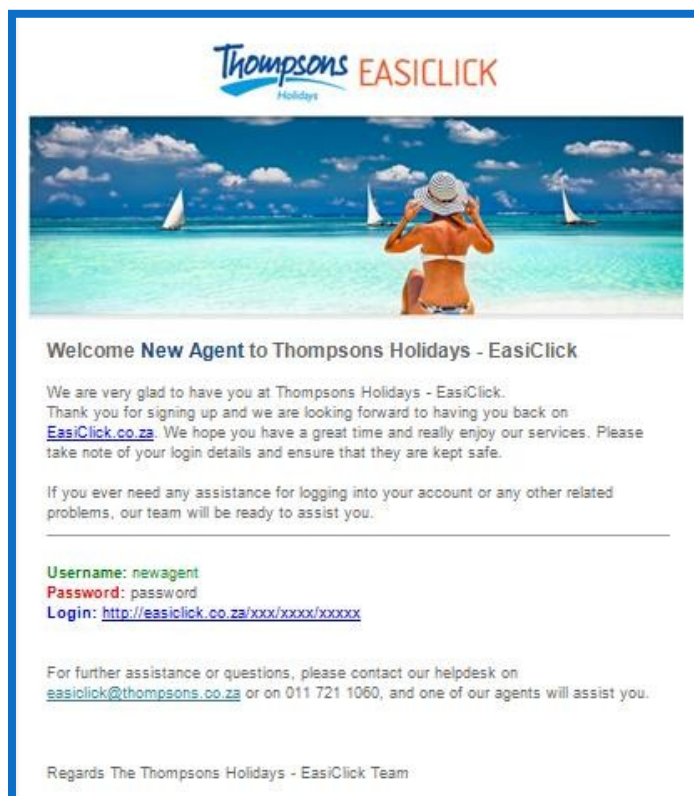 Thompsons EASICLICK
Holidays
Welcome New Agent to Thompsons Holidays - EasiClick
We are very glad to have you at Thompsons Holidays - EasiClick.
Thank you for signing up and we are looking forward to having you back on
EasiClick.co.za. We hope you have a great time and really enjoy our services. Please
take note of your login details and ensure that they are kept safe.
If you ever need any assistance for logging into your account or any other related
problems, our team will be ready to assist you.
Username: newagent
Password: password
Login: http://easiclick.co.za/xxx/xxxx/xxxxx
For further assistance or questions, please contact our helpdesk on
easiclick@thompsons.co.za or on 011 721 1060, and one of our agents will assist you.
Regards The Thompsons Holidays - EasiClick Team